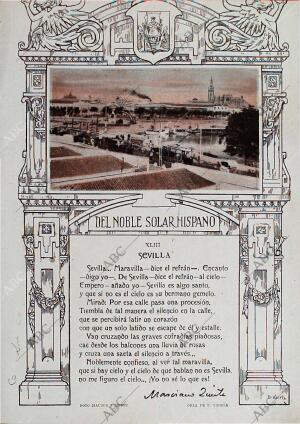 DEL NOBLE SOLAR HISPANO
XLIII
SEVILLA
Sevilla... Maravilla—dice el refrán—. Encanto
—digo yo—. De Sevilla—dice el refrán—al cielo—
Empero—añado yo—Sevilla es algo santo,
y que si no es el cielo es su hermano gemelo.
Mirad: Por esa calle pasa una procesión,
Tiembla de tal manera el silencio en la calle,
que se percibirá latir un corazón
con que un solo latido se escape de él y estalle.
Van cruzando las graves cofradías piadosas,
cae desde los balcones una lluvia de rosas
y cruza una saeta el silencio a través...
Noblemente confieso, al ver tal maravilla,
que si hay cielo y el cielo de que hablan no es Sevilla
no me figuro el cielo... ¡Yo no sé lo que es!
Marciano Zurita
ABC